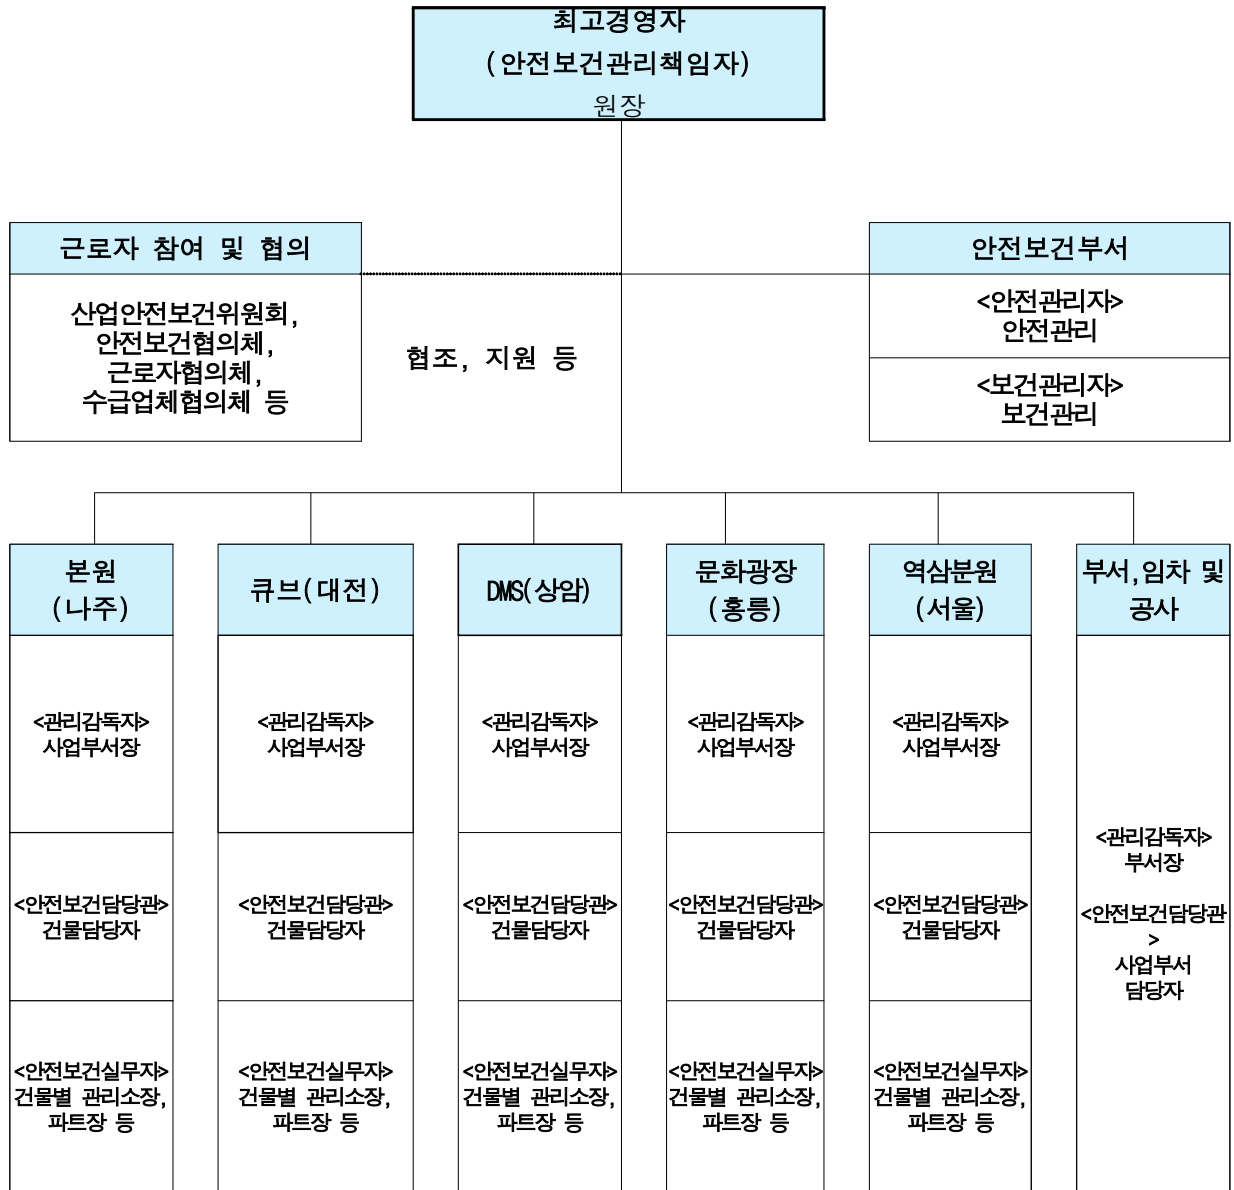 최고경영자
(안전보건관리책임자)
원장
근로자 참여 및 협의
산업안전보건위원회,
안전보건협의체,
근로자협의체,
수급업체협의체 등
협조, 지원 등
안전보건부서
<안전관리자>
안전관리
<보건관리자>
보건관리
본원
(나주)
<관리감독자>
사업부서장
<안전보건담당관>
건물담당자
<안전보건실무자>
건물별 관리소장,
파트장 등
큐브(대전)
<관리감독자>
사업부서장
<안전보건담당관>
건물담당자
<안전보건실무자>
건물별 관리소장,
파트장 등
DMS(상암)
<관리감독자>
사업부서장
<안전보건담당관>
건물담당자
<안전보건실무자>
건물별 관리소장,
파트장 등
문화광장
(홍릉)
<관리감독자>
사업부서장
<안전보건담당관>
건물담당자
<안전보건실무자>
건물별 관리소장,
파트장 등
역삼분원
(서울)
<관리감독자>
사업부서장
<안전보건담당관>
건물담당자
<안전보건실무자>
건물별 관리소장,
파트장 등
부서,임차 및
공사
<관리감독자>
부서장
<안전보건담당관
>
사업부서
담당자